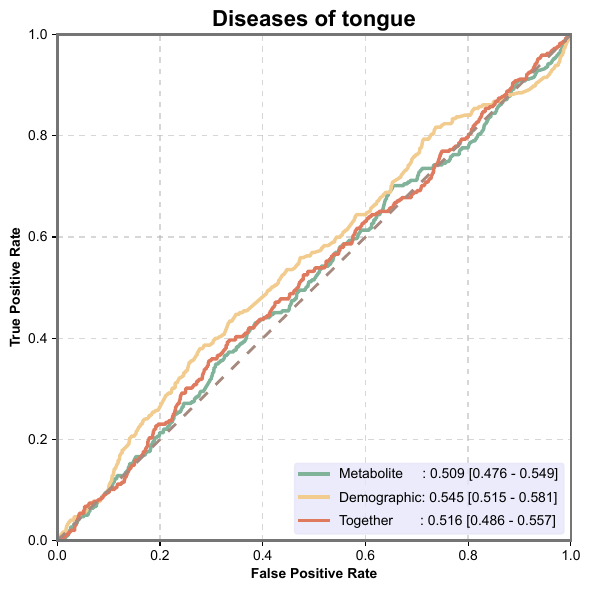 Diseases of tongue
True Positive Rate
1.0
0.8
0.6
0.4
0.2
0.0
0.0 0.2 0.4 0.6 0.8 1.0
False Positive Rate
Metabolite : 0.509 [0.476 - 0.549]
Demographic: 0.545 [0.515 - 0.581]
Together : 0.516 [0.486 - 0.557]